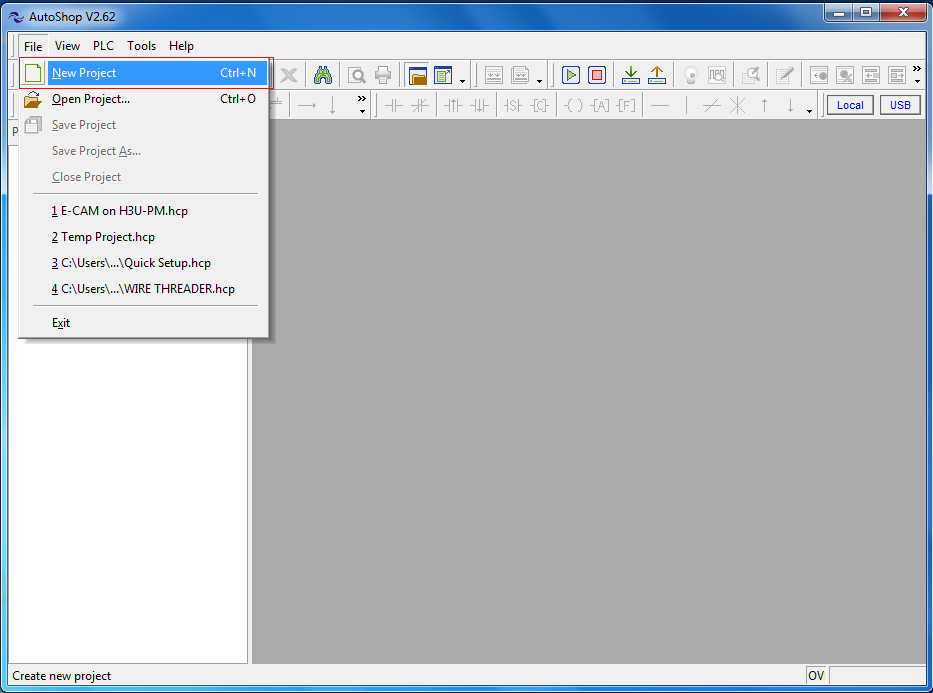 AutoShop V2.62
File View PLC Tools Help
New Project Ctrl+N
Open Project... Ctrl+O
Save Project
Save Project As...
Close Project
1 E-CAM on H3U-PM.hcp
2 Temp Project.hcp
3 C:\Users\...\Quick Setup.hcp
4 C:\Users\...\WIRE THREADER.hcp
Exit
Local USB
P
Create new project OV